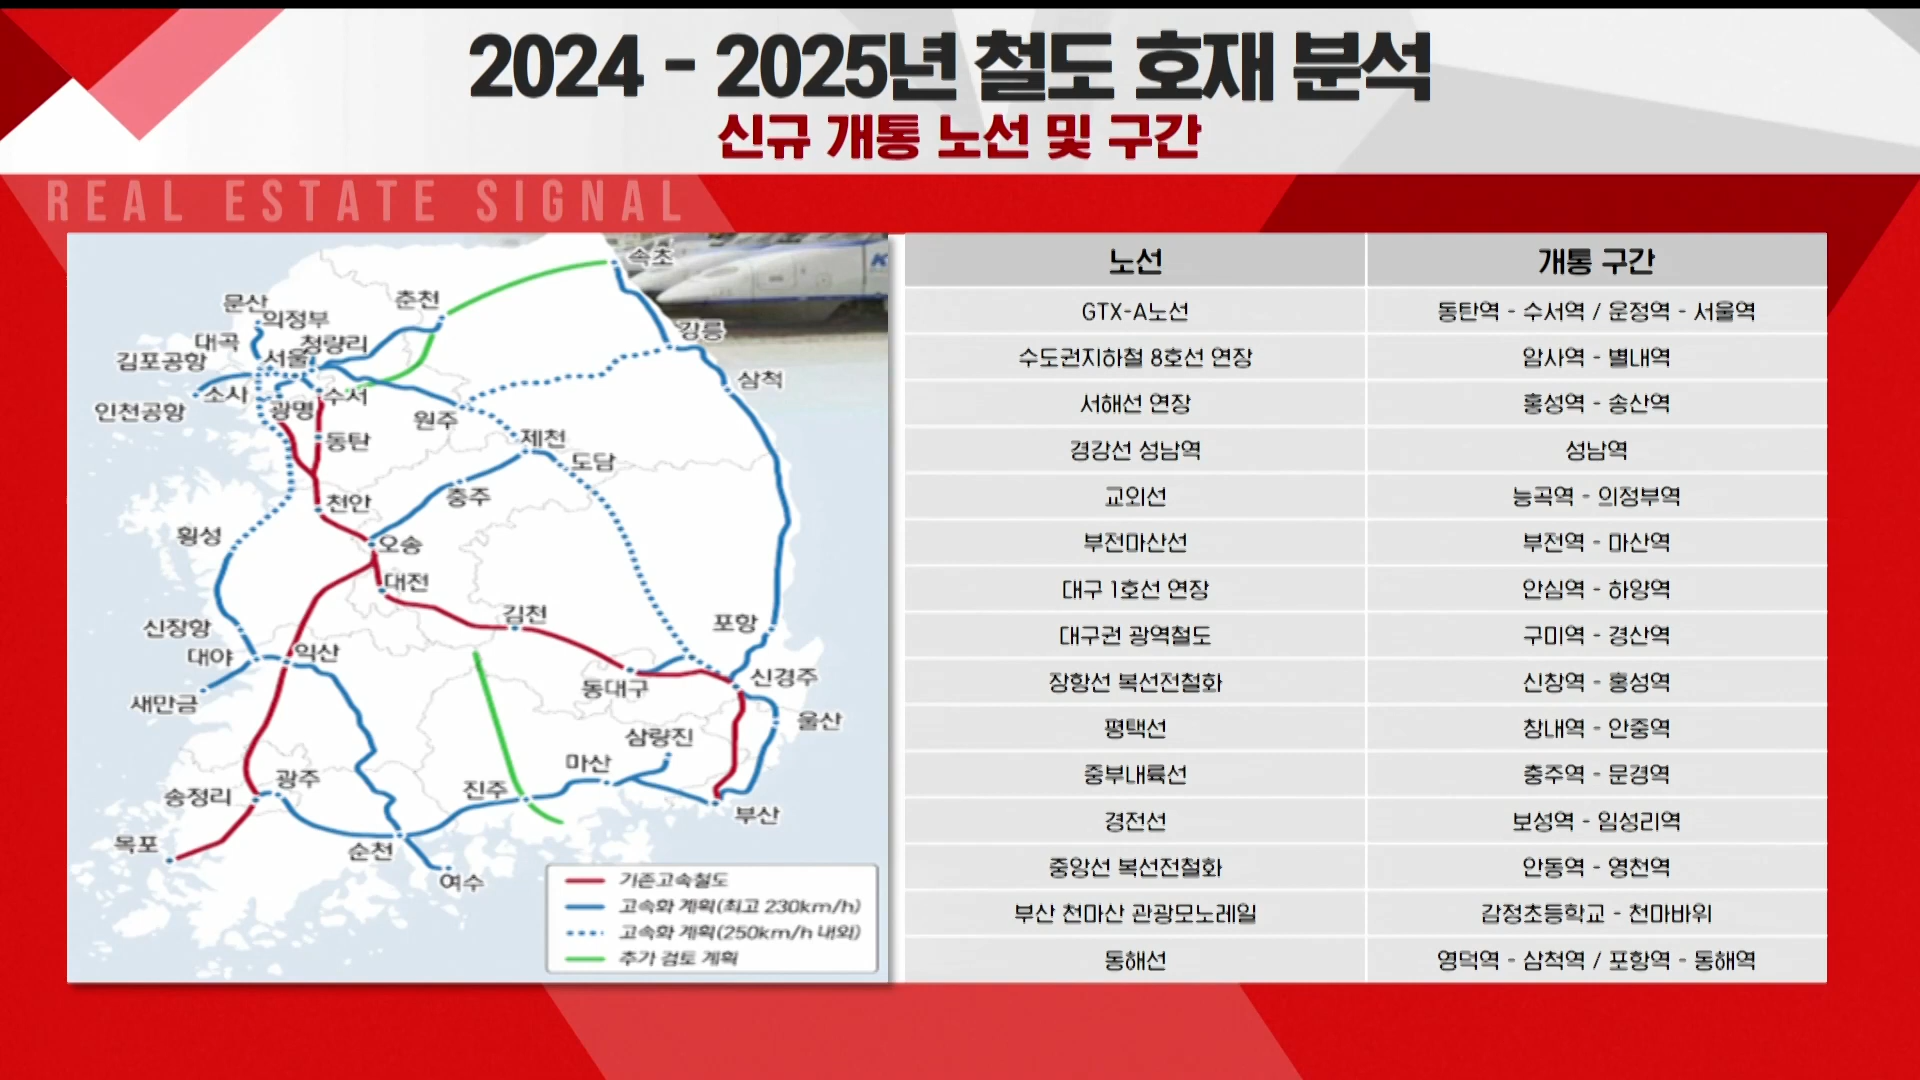 2024 - 2025년 철도 호재 분석
신규 개통 노선 및 구간
REAL ESTATE SIGNAL
속초
문산
춘천
의정부
강릉
대곡
청량리
김포공항
서울
삼척
소사
수서
인천공항
광명
원주
동탄
제천
도담
충주
천안
횡성
오송
대전
김천
포항
신장항
대야
익산
신경주
동대구
새만금
울산
삼량진
마산
광주
진주
송정리
부산
목포
순천
여수
기존고속철도
고속화 계획(최고 230km/h)
고속화 계획(250km/h 내외)
추가 검토 계획
노선 개통 구간
GTX-A노선 동탄역 - 수서역 / 운정역 - 서울역
수도권지하철 8호선 연장 암사역 - 별내역
서해선 연장 홍성역 - 송산역
경강선 성남역 성남역
교외선 능곡역 - 의정부역
부전마산선 부전역 - 마산역
대구 1호선 연장 안심역 - 하양역
대구권 광역철도 구미역 - 경산역
장항선 복선전철화 신창역 - 홍성역
평택선 창내역 - 안중역
중부내륙선 충주역 - 문경역
경전선 보성역 - 임성리역
중앙선 복선전철화 안동역 - 영천역
부산 천마산 관광모노레일 감정초등학교 - 천마바위
동해선 영덕역 - 삼척역 / 포항역 - 동해역